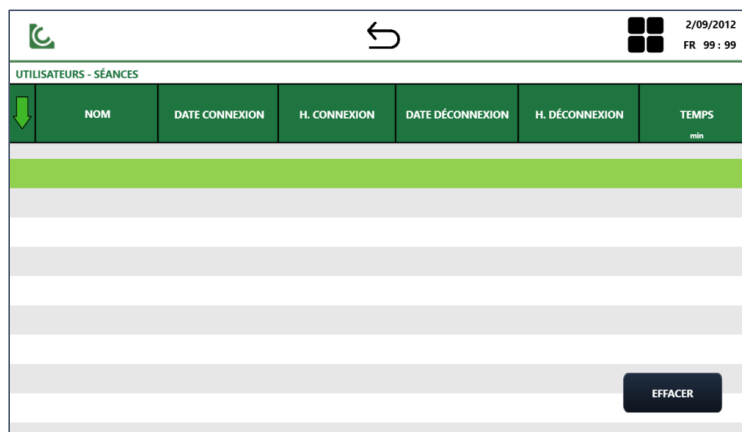 2/09/2012
FR 99 : 99
UTILISATEURS - SÉANCES
NOM
DATE CONNEXION
H. CONNEXION
DATE DÉCONNEXION
H. DÉCONNEXION
TEMPS
min
EFFACER